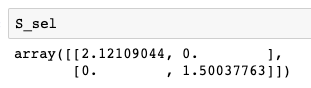 S_sel
array([[2.12109044, 0.        ],
       [0.        , 1.50037763]])